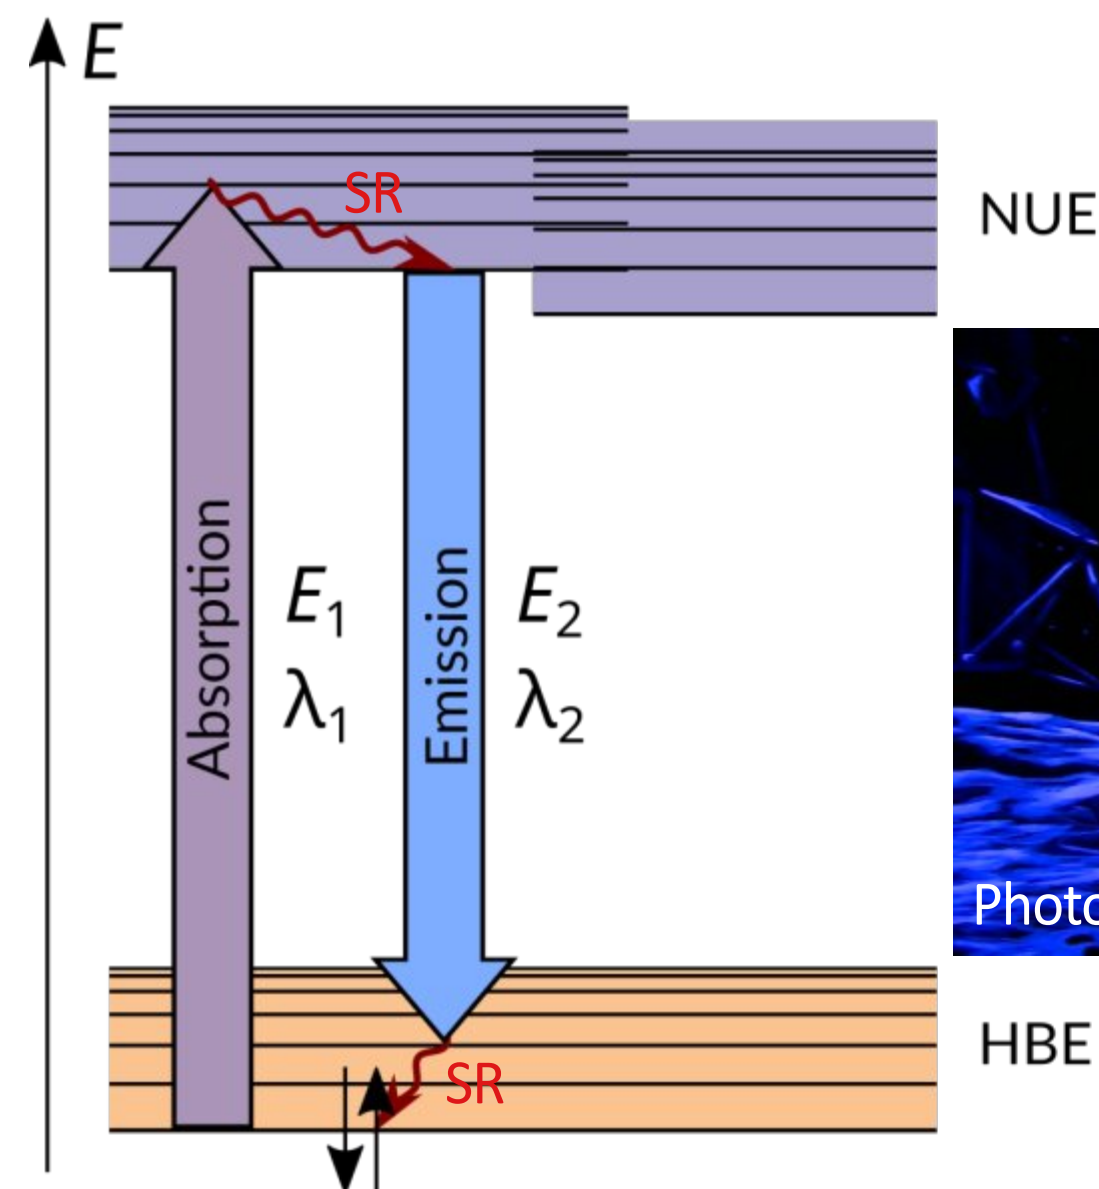 E
SR
NUE
Absorption
E₁
λ₁
Emission
E₂
λ₂
HBE
SR